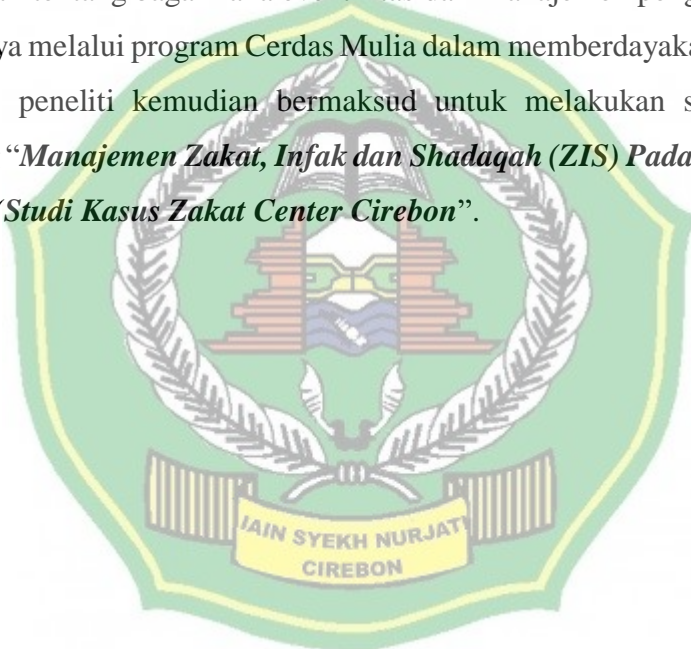 ya melalui program Cerdas Mulia dalam memberdayaka
peneliti kemudian bermaksud untuk melakukan s
"Manajemen Zakat, Infak dan Shadaqah (ZIS) Pada
(Studi Kasus Zakat Center Cirebon".
IAIN SYEKH NURJATI
CIREBON